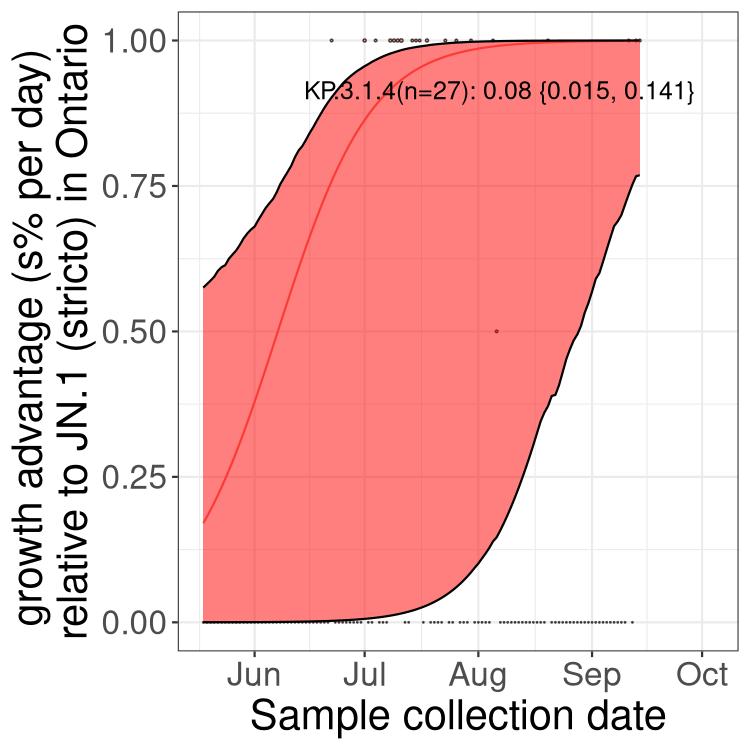 growth advantage (s% per day)
relative to JN.1 (stricto) in Ontario
1.00
0.75
0.50
0.25
0.00
KP.3.1.4(n=27): 0.08 {0.015, 0.141}
Jun Jul Aug Sep Oct
Sample collection date